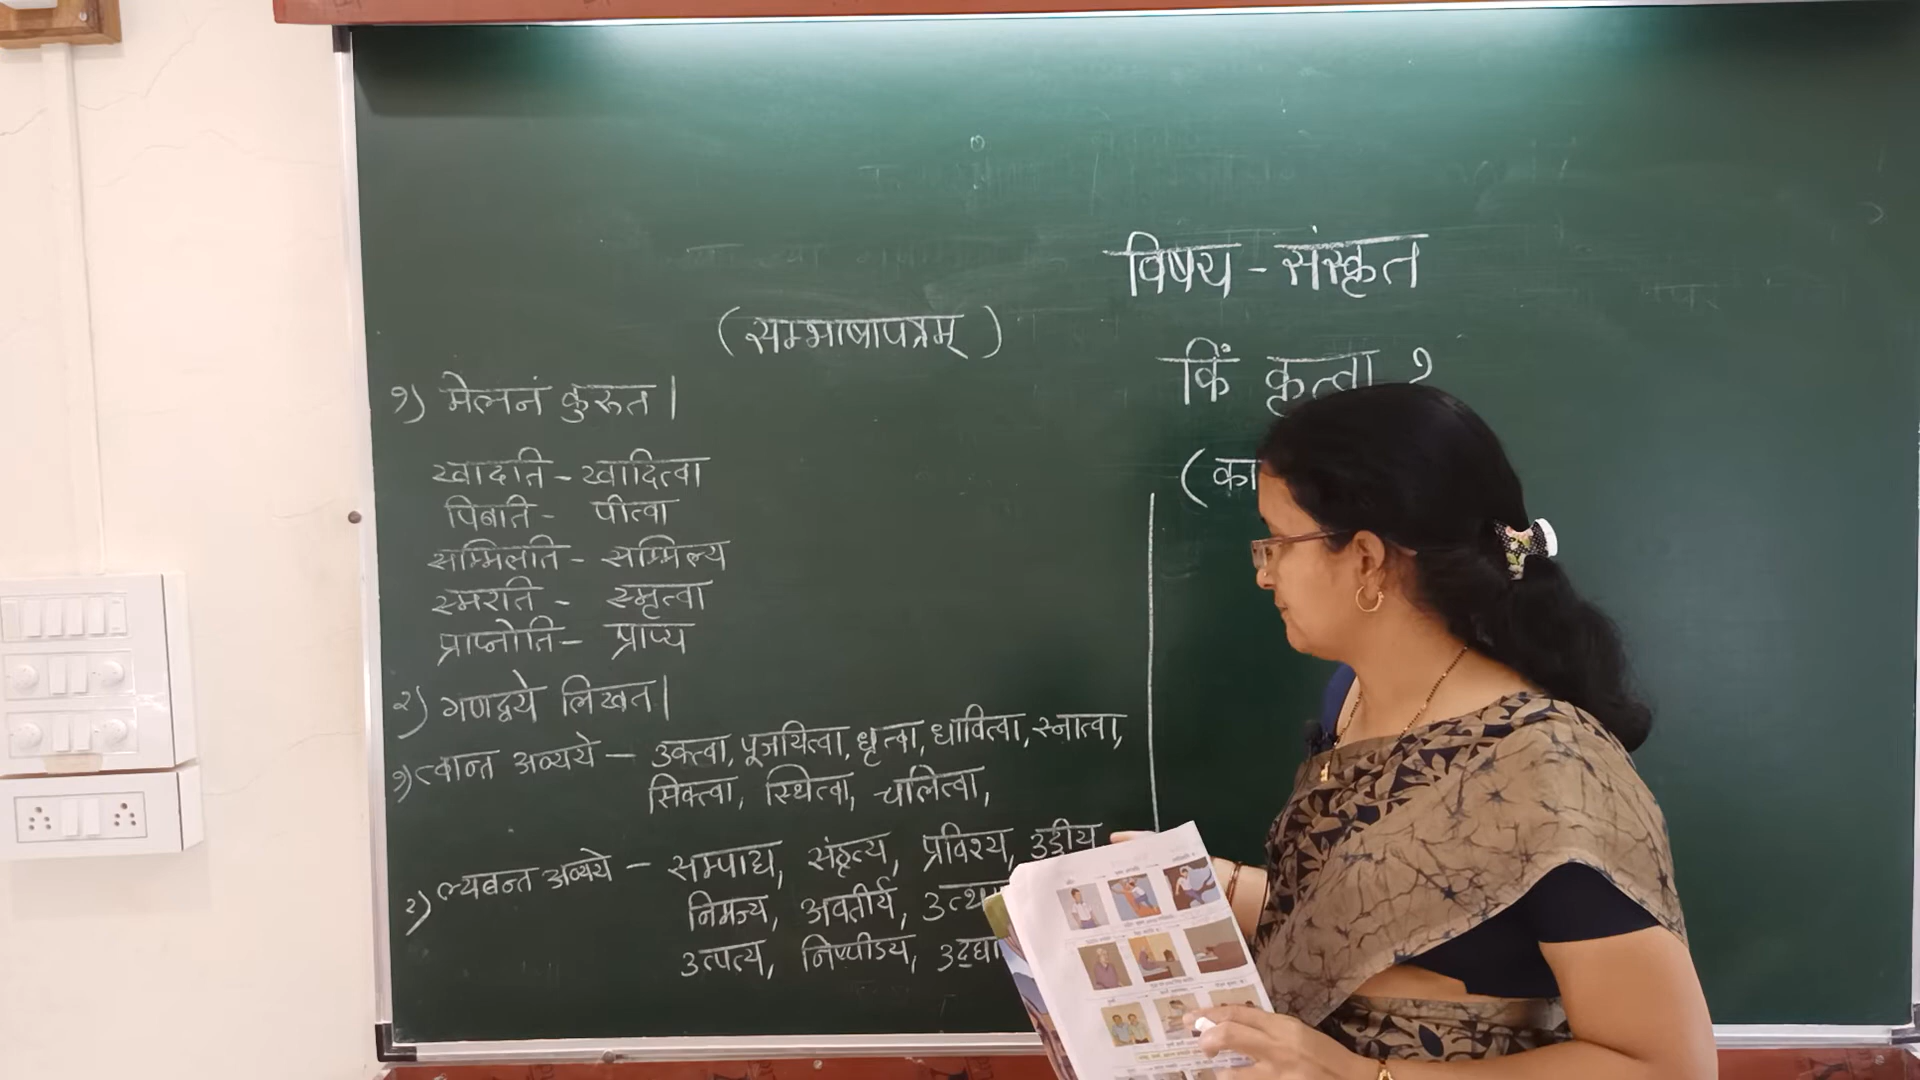 विषय - संस्कृत
(सम्भाषापत्रम्)
किं कृत्वा ?
(का
१) मेलनं कुरूत।
खादति - खादित्वा
पिबति - पीत्वा
सम्मिलति - सम्मिल्य
स्मरति - स्मृत्वा
प्राप्नोति - प्राप्य
२) गणद्वये लिखत।
१) त्वान्त अव्यये - उक्त्वा, पूजयित्वा, धृत्वा, धावित्वा, स्नात्वा,
सिक्त्वा, स्थित्वा, चलित्वा,
२) ल्यबन्त अव्यये - सम्पाद्य, संहृत्य, प्रविश्य, उड्डीय
निमज्य, अवतीर्य,
उत्पत्य, निष्पीड्य,